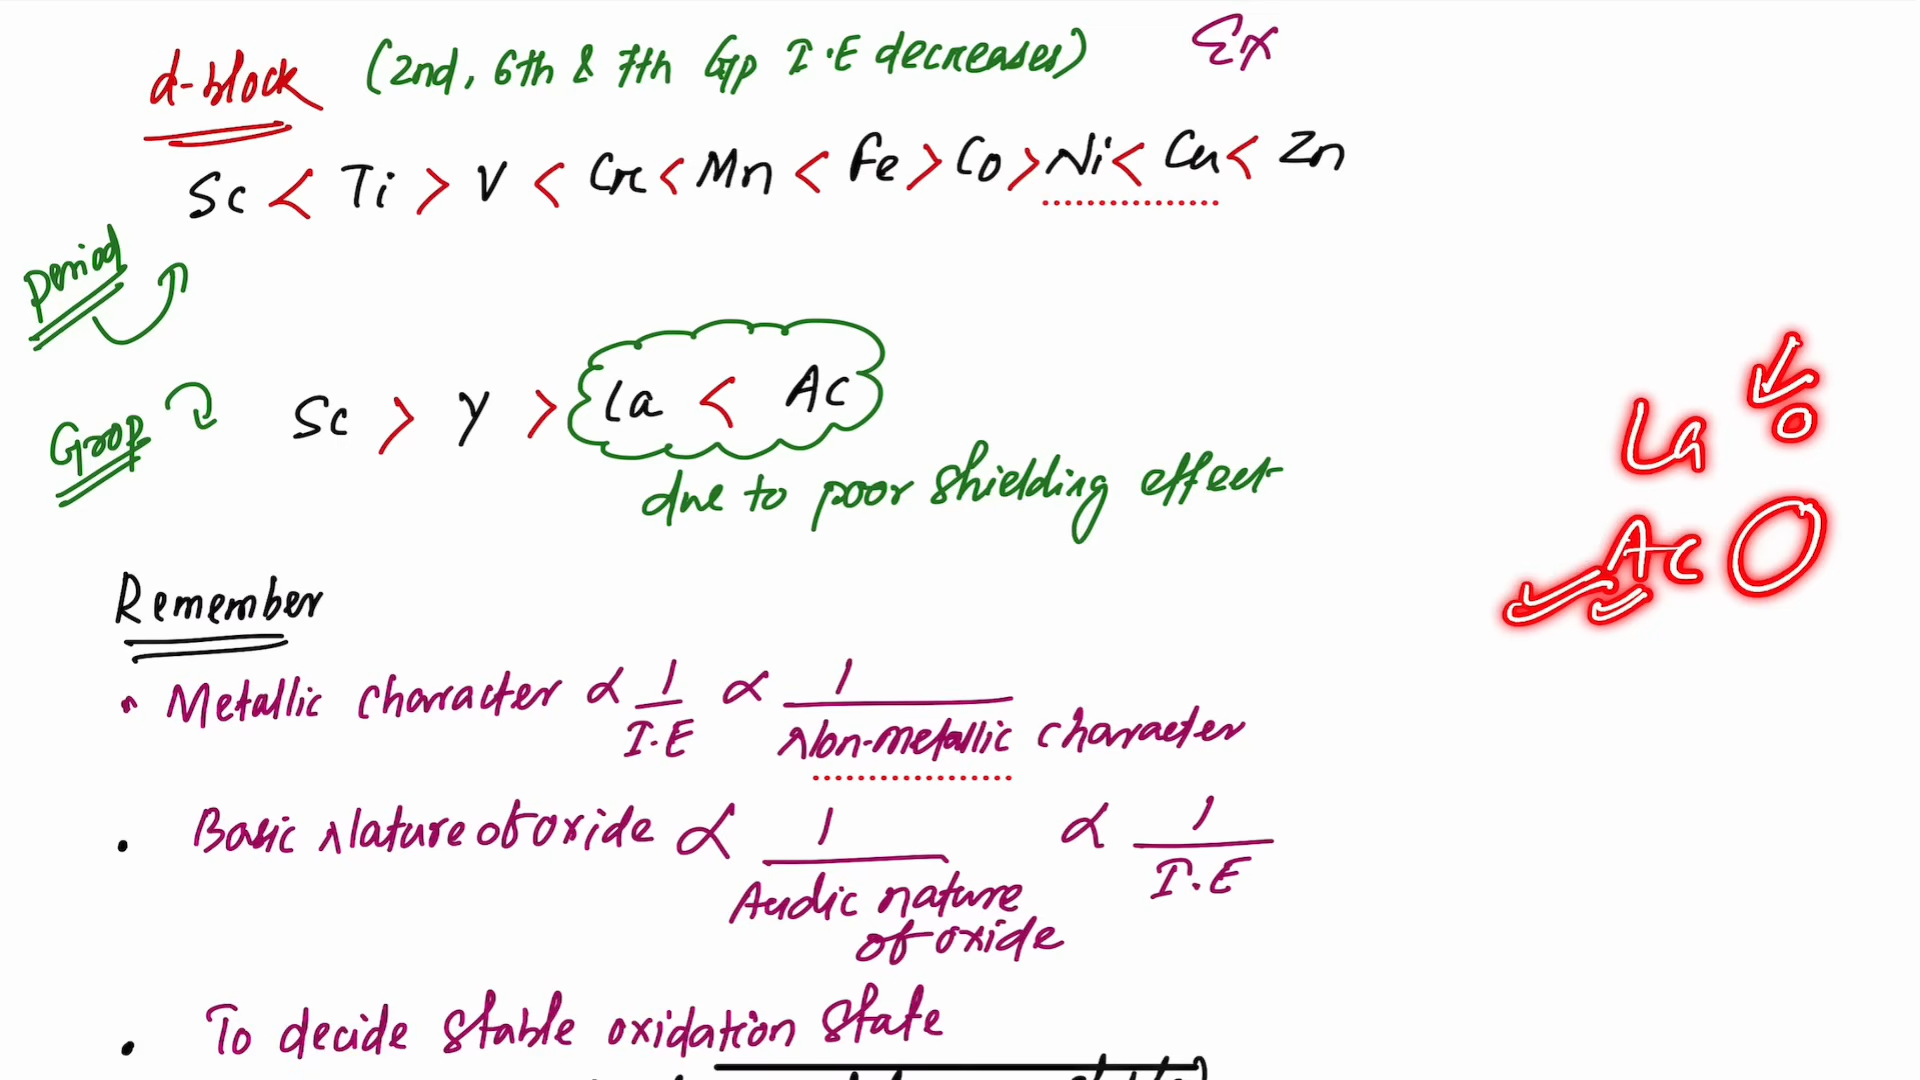 d-block (2nd, 6th & 7th Gp I.E decreases) Ex
Sc < Ti > V < Cr < Mn < Fe > Co > Ni < Cu < Zn
Period
Grop Sc > Y > La < Ac
due to poor shielding effect
La
Ac
Remember
• Metallic character ∝ 1/I.E ∝ 1/Non-metallic character
• Basic Nature of oxide ∝ 1/Acidic nature of oxide ∝ 1/I.E
• To decide stable oxidation state